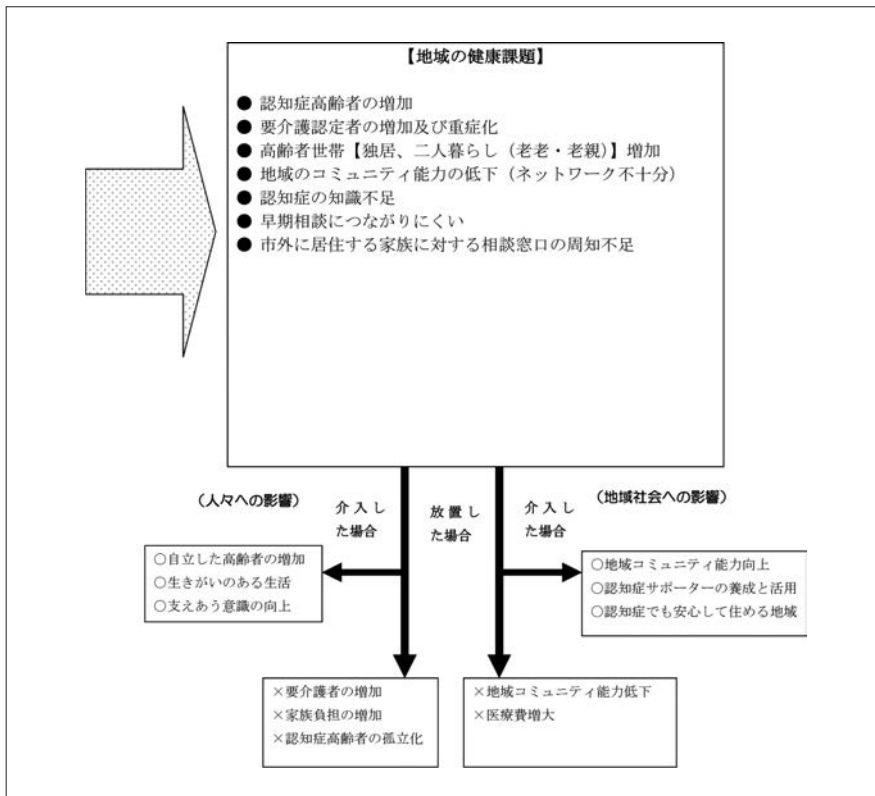 【地域の健康課題】
● 認知症高齢者の増加
● 要介護認定者の増加及び重症化
● 高齢者世帯【独居、二人暮らし（老老・老親）】増加
● 地域のコミュニティ能力の低下（ネットワーク不十分）
● 認知症の知識不足
● 早期相談につながりにくい
● 市外に居住する家族に対する相談窓口の周知不足
（人々への影響）
介入し
た場合
放置し
た場合
介入し
た場合
（地域社会への影響）
○自立した高齢者の増加
○生きがいのある生活
○支えあう意識の向上
○地域コミュニティ能力向上
○認知症サポーターの養成と活用
○認知症でも安心して住める地域
×要介護者の増加
×家族負担の増加
×認知症高齢者の孤立化
×地域コミュニティ能力低下
×医療費増大